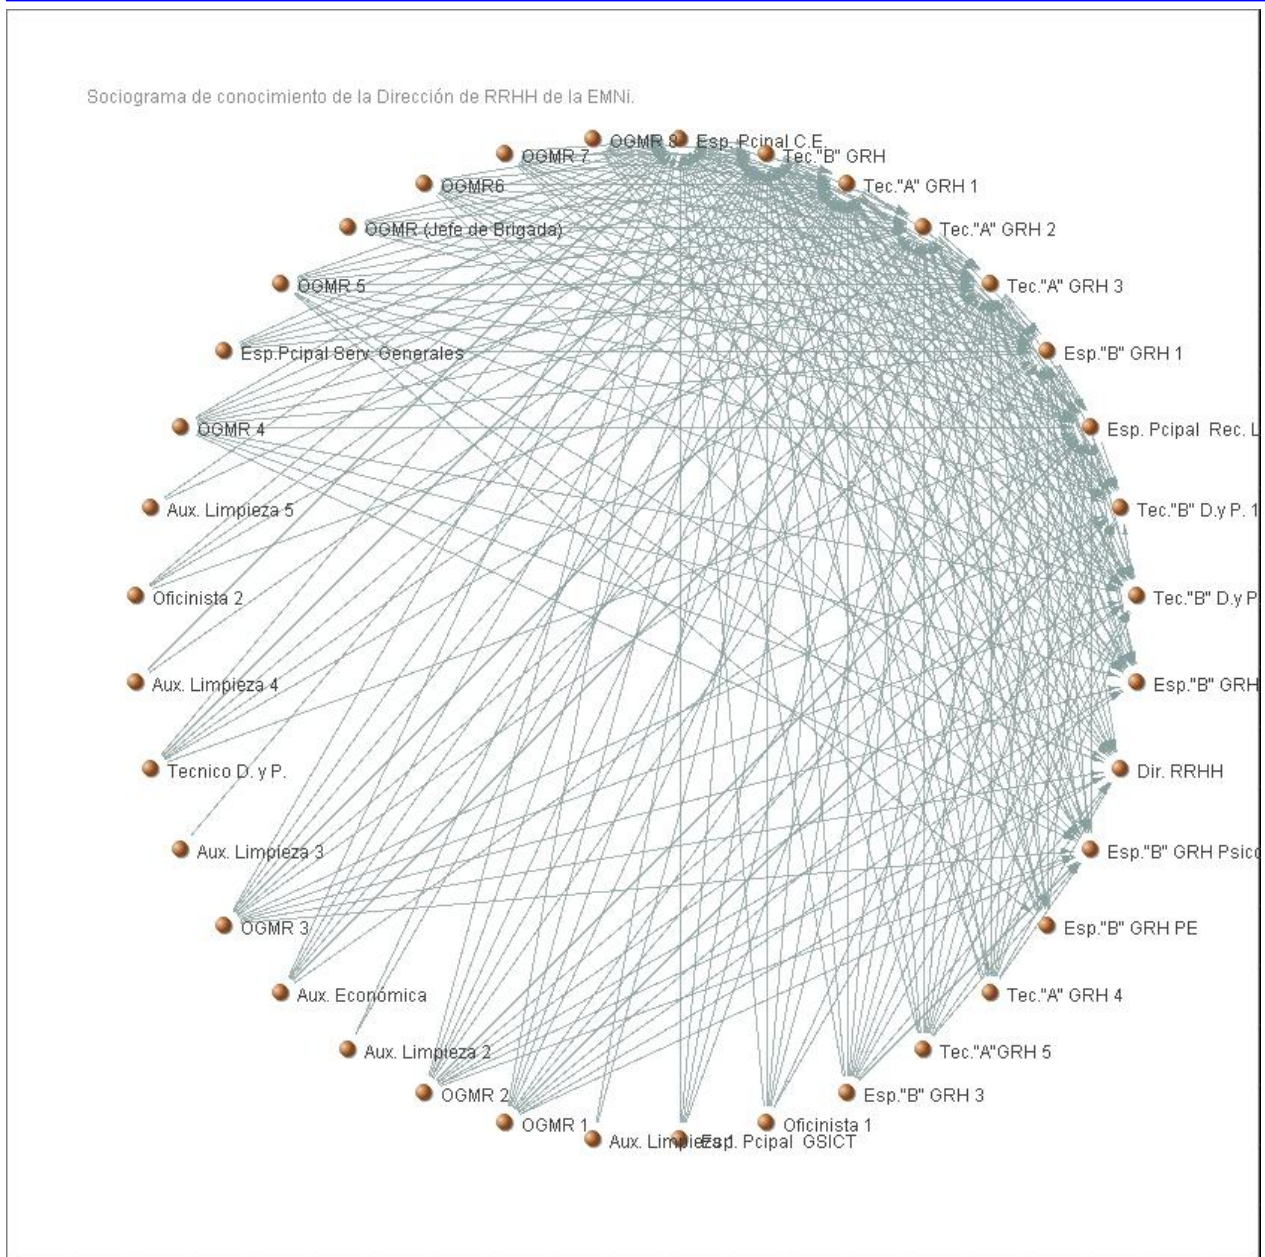 Sociograma de conocimiento de la Dirección de RRHH de la EMNi.
OGMR 8
Esp. Pcinal C.E.
OGMR 7
Tec."B" GRH
OGMR6
Tec."A" GRH 1
OGMR (Jefe de Brigada)
Tec."A" GRH 2
OGMR 5
Tec."A" GRH 3
Esp.Pcipal Serv. Generales
Esp."B" GRH 1
OGMR 4
Esp. Pcipal Rec. L
Aux. Limpieza 5
Tec."B" D.y P. 1
Oficinista 2
Tec."B" D.y P
Aux. Limpieza 4
Esp."B" GRH
Tecnico D. y P.
Dir. RRHH
Aux. Limpieza 3
Esp."B" GRH Psico
OGMR 3
Esp."B" GRH PE
Aux. Económica
Tec."A" GRH 4
Aux. Limpieza 2
Tec."A"GRH 5
OGMR 2
Esp."B" GRH 3
OGMR 1
Oficinista 1
Aux. Limpieza 1
Esp. Pcipal GSICT